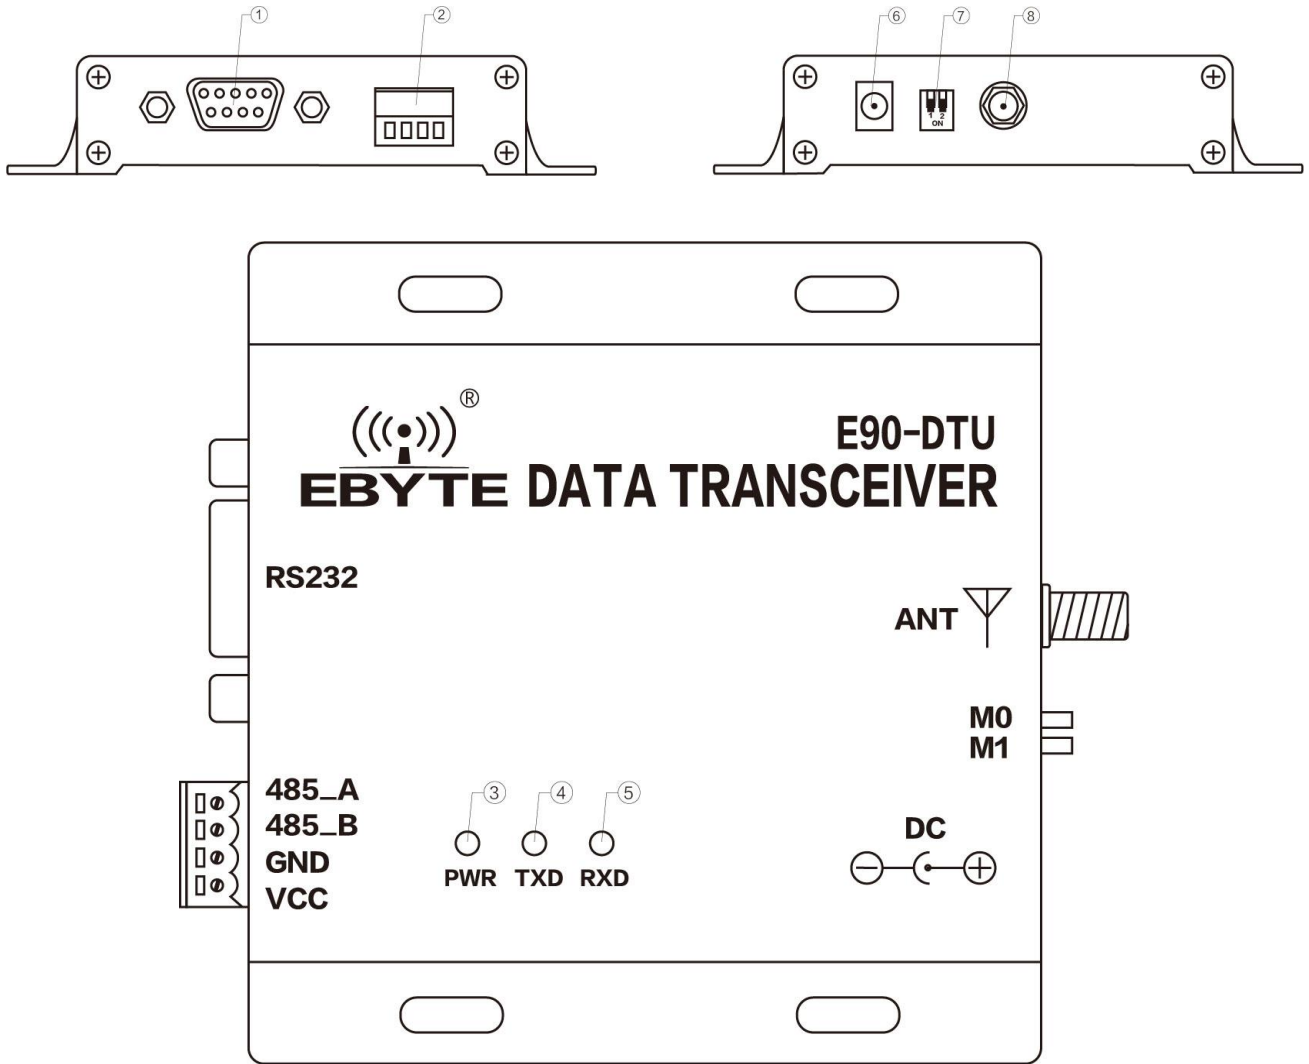 ① ② ⑥ ⑦ ⑧
1 2
ON
®
E90-DTU
EBYTE DATA TRANSCEIVER
RS232
ANT
M0
M1
485_A
485_B
GND
VCC
③ ④ ⑤
PWR TXD RXD
DC